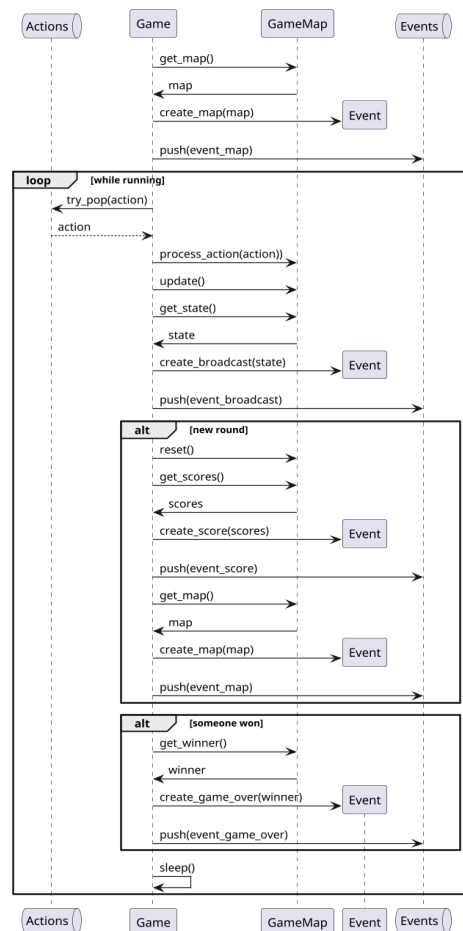 Actions
Game
GameMap
Events
get_map()
map
create_map(map)
Event
push(event_map)
loop [while running]
try_pop(action)
action
process_action(action))
update()
get_state()
state
create_broadcast(state)
Event
push(event_broadcast)
alt [new round]
reset()
get_scores()
scores
create_score(scores)
Event
push(event_score)
get_map()
map
create_map(map)
Event
push(event_map)
alt [someone won]
get_winner()
winner
create_game_over(winner)
Event
push(event_game_over)
sleep()
Actions
Game
GameMap
Event
Events